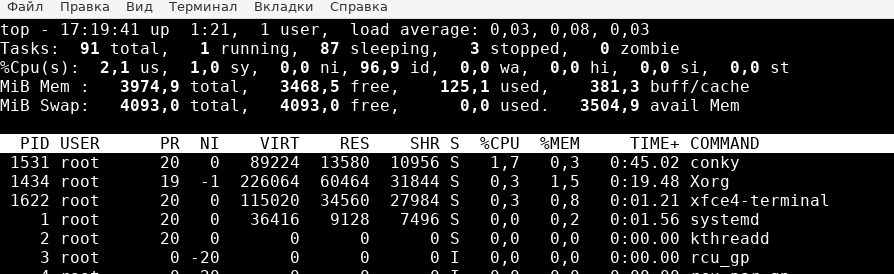 Файл Правка Вид Терминал Вкладки Справка
top - 17:19:41 up 1:21, 1 user, load average: 0,03, 0,08, 0,03
Tasks: 91 total, 1 running, 87 sleeping, 3 stopped, 0 zombie
%Cpu(s): 2,1 us, 1,0 sy, 0,0 ni, 96,9 id, 0,0 wa, 0,0 hi, 0,0 si, 0,0 st
MiB Mem : 3974,9 total, 3468,5 free, 125,1 used, 381,3 buff/cache
MiB Swap: 4093,0 total, 4093,0 free, 0,0 used. 3504,9 avail Mem
PID USER PR NI VIRT RES SHR S %CPU %MEM TIME+ COMMAND
1531 root 20 0 89224 13580 10956 S 1,7 0,3 0:45.02 conky
1434 root 19 -1 226064 60464 31844 S 0,3 1,5 0:19.48 Xorg
1622 root 20 0 115020 34560 27984 S 0,3 0,8 0:01.21 xfce4-terminal
1 root 20 0 36416 9128 7496 S 0,0 0,2 0:01.56 systemd
2 root 20 0 0 0 0 S 0,0 0,0 0:00.00 kthreadd
3 root 0 -20 0 0 0 I 0,0 0,0 0:00.00 rcu_gp